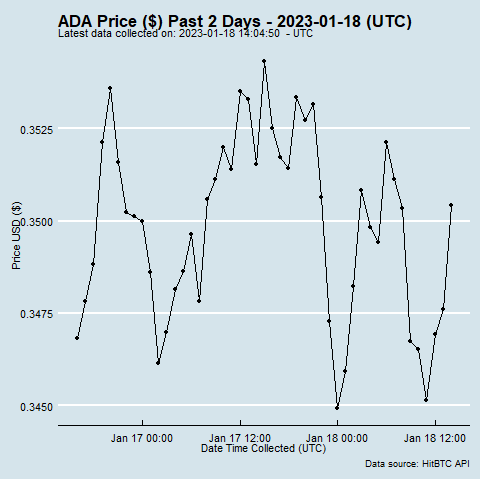 ADA Price ($) Past 2 Days - 2023-01-18 (UTC)
Latest data collected on: 2023-01-18 14:04:50 - UTC
Price USD ($)
0.3525
0.3500
0.3475
0.3450
Jan 17 00:00 Jan 17 12:00 Jan 18 00:00 Jan 18 12:00
Date Time Collected (UTC)
Data source: HitBTC API